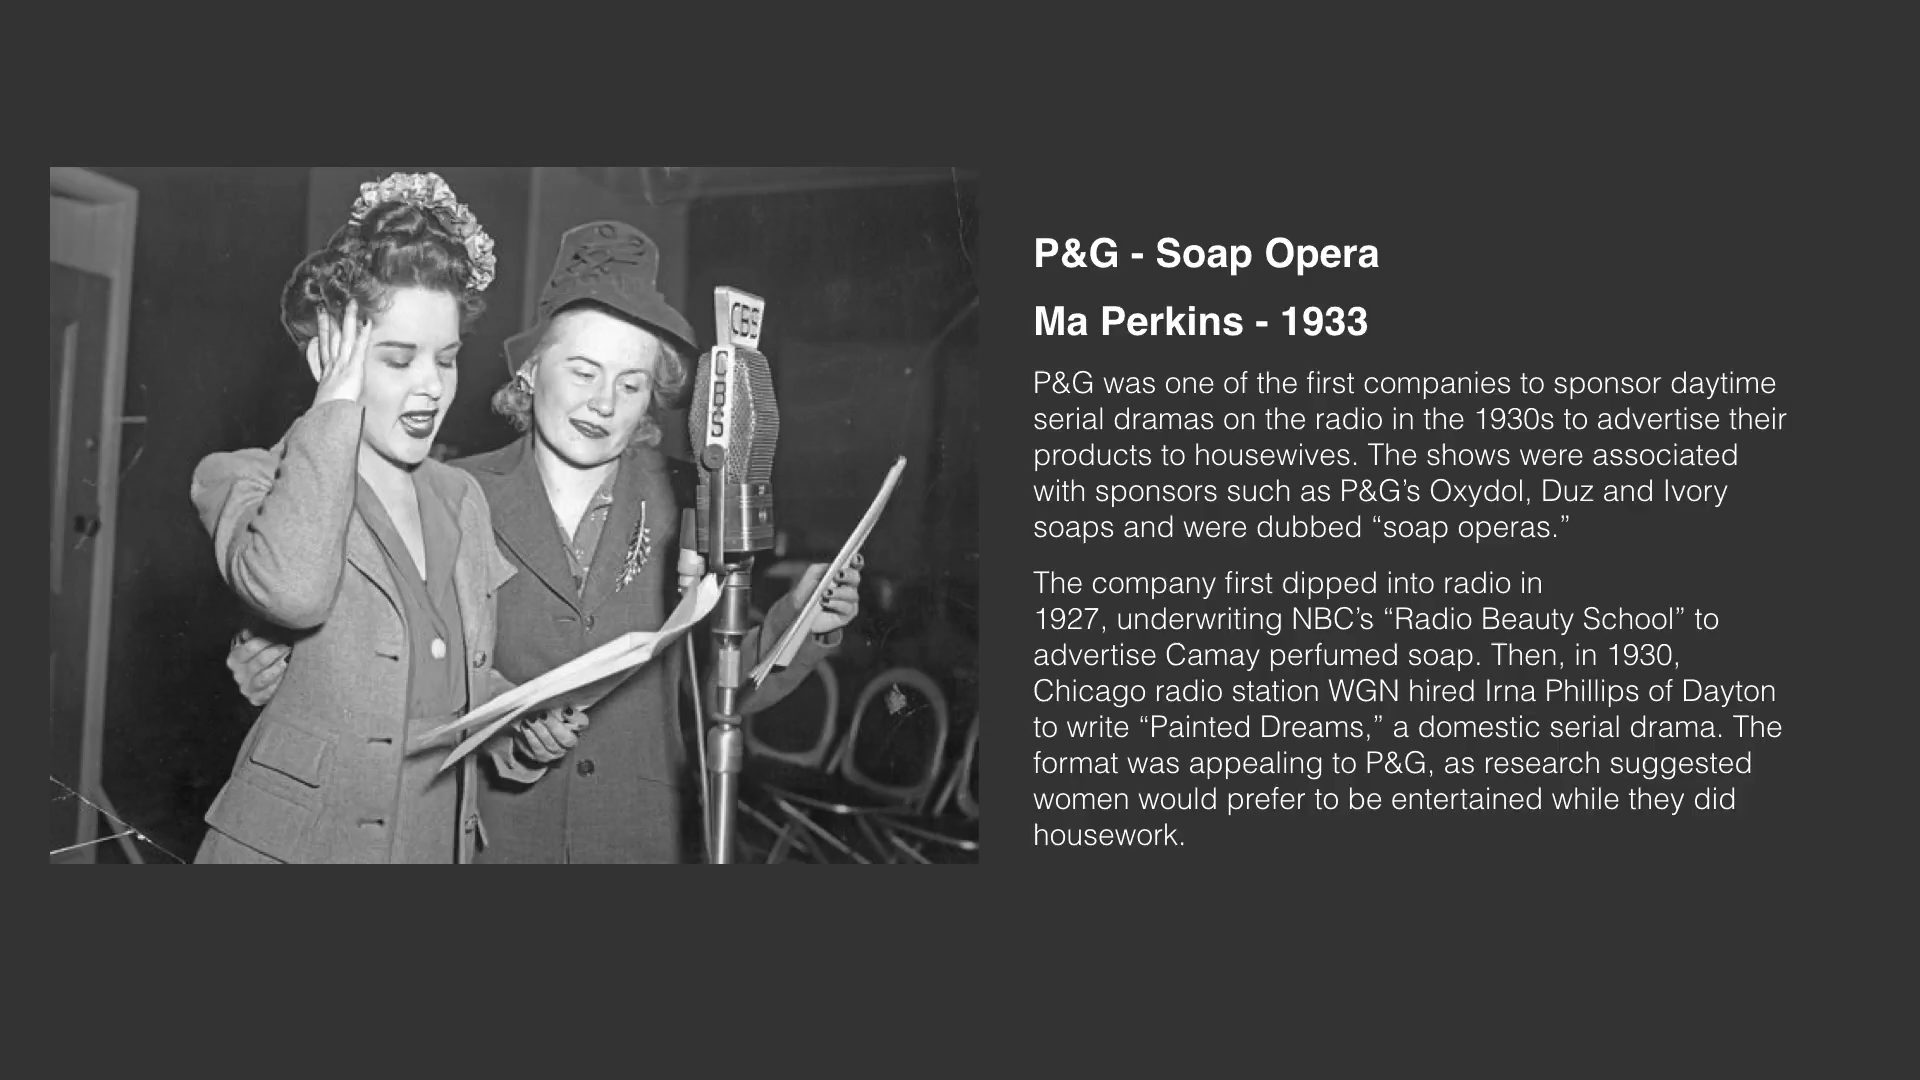 CBS
CBS
P&G - Soap Opera
Ma Perkins - 1933
P&G was one of the first companies to sponsor daytime
serial dramas on the radio in the 1930s to advertise their
products to housewives. The shows were associated
with sponsors such as P&G’s Oxydol, Duz and Ivory
soaps and were dubbed “soap operas.”
The company first dipped into radio in
1927, underwriting NBC’s “Radio Beauty School” to
advertise Camay perfumed soap. Then, in 1930,
Chicago radio station WGN hired Irna Phillips of Dayton
to write “Painted Dreams,” a domestic serial drama. The
format was appealing to P&G, as research suggested
women would prefer to be entertained while they did
housework.